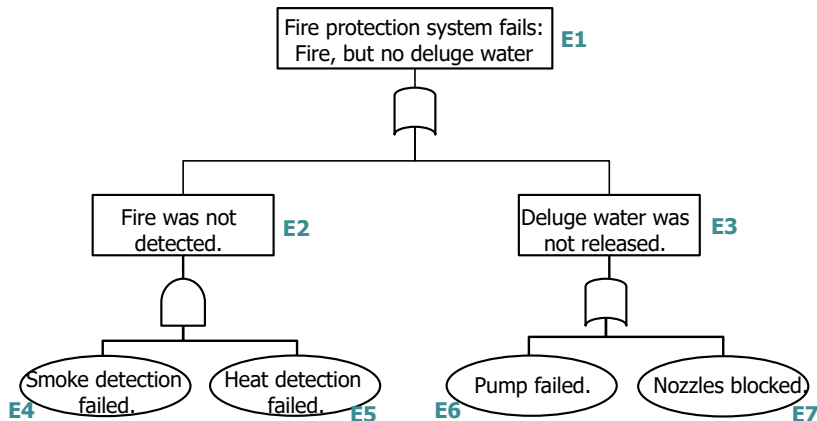 Fire protection system fails:
Fire, but no deluge water
E1
Fire was not
detected.
E2
Deluge water was
not released.
E3
Smoke detection
failed.
E4
Heat detection
failed.
E5
Pump failed.
E6
Nozzles blocked.
E7